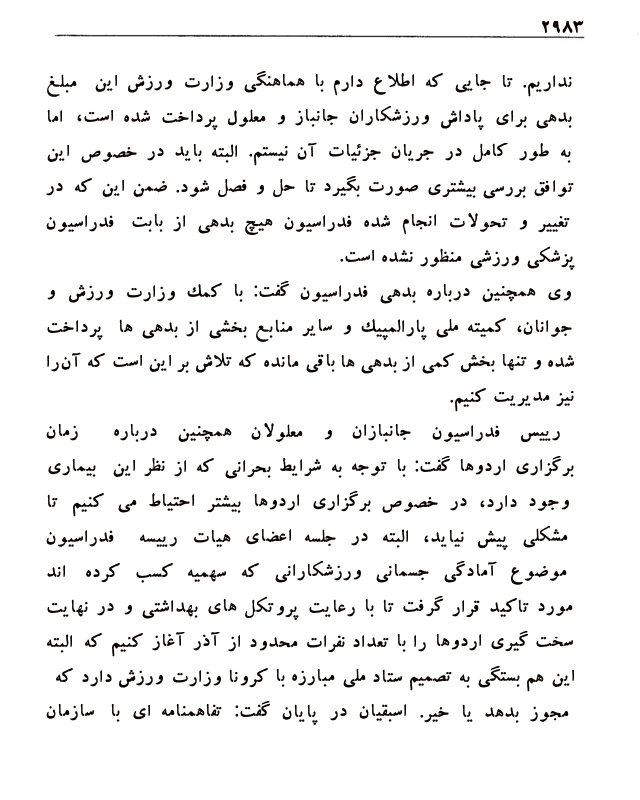 ۲۹۸۳
نداریم. تا جایی که اطلاع دارم با هماهنگی وزارت ورزش این مبلغ
بدهی برای پاداش ورزشکاران جانباز و معلول پرداخت شده است، اما
به طور کامل در جریان جزئیات آن نیستم. البته باید در خصوص این
توافق بررسی بیشتری صورت بگیرد تا حل و فصل شود. ضمن این که در
تغییر و تحولات انجام شده فدراسیون هیچ بدهی از بابت فدراسیون
پزشکی ورزشی منظور نشده است.
وی همچنین درباره بدهی فدراسیون گفت: با کمك وزارت ورزش و
جوانان، کمیته ملی پارالمپیك و سایر منابع بخشی از بدهی ها پرداخت
شده و تنها بخش کمی از بدهی ها باقی مانده که تلاش بر این است که آن را
نیز مدیریت کنیم.
رییس فدراسیون جانبازان و معلولان همچنین درباره زمان
برگزاری اردوها گفت: با توجه به شرایط بحرانی که از نظر این بیماری
وجود دارد، در خصوص برگزاری اردوها بیشتر احتیاط می کنیم تا
مشکلی پیش نیاید، البته در جلسه اعضای هیات رییسه فدراسیون
موضوع آمادگی جسمانی ورزشکارانی که سهمیه کسب کرده اند
مورد تاکید قرار گرفت تا با رعایت پروتکل های بهداشتی و در نهایت
سخت گیری اردوها را با تعداد نفرات محدود از آذر آغاز کنیم که البته
این هم بستگی به تصمیم ستاد ملی مبارزه با کرونا وزارت ورزش دارد که
مجوز بدهد یا خیر. اسبقیان در پایان گفت: تفاهمنامه ای با سازمان